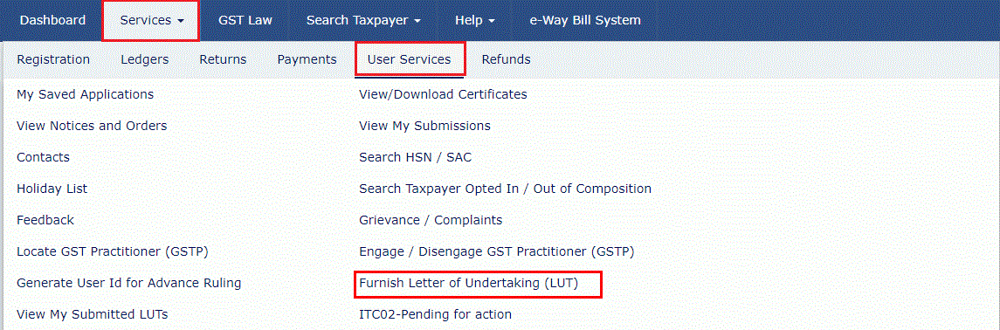 Dashboard Services GST Law Search Taxpayer Help e-Way Bill System
Registration Ledgers Returns Payments User Services Refunds
My Saved Applications View/Download Certificates
View Notices and Orders View My Submissions
Contacts Search HSN / SAC
Holiday List Search Taxpayer Opted In / Out of Composition
Feedback Grievance / Complaints
Locate GST Practitioner (GSTP) Engage / Disengage GST Practitioner (GSTP)
Generate User Id for Advance Ruling Furnish Letter of Undertaking (LUT)
View My Submitted LUTs ITC02-Pending for action